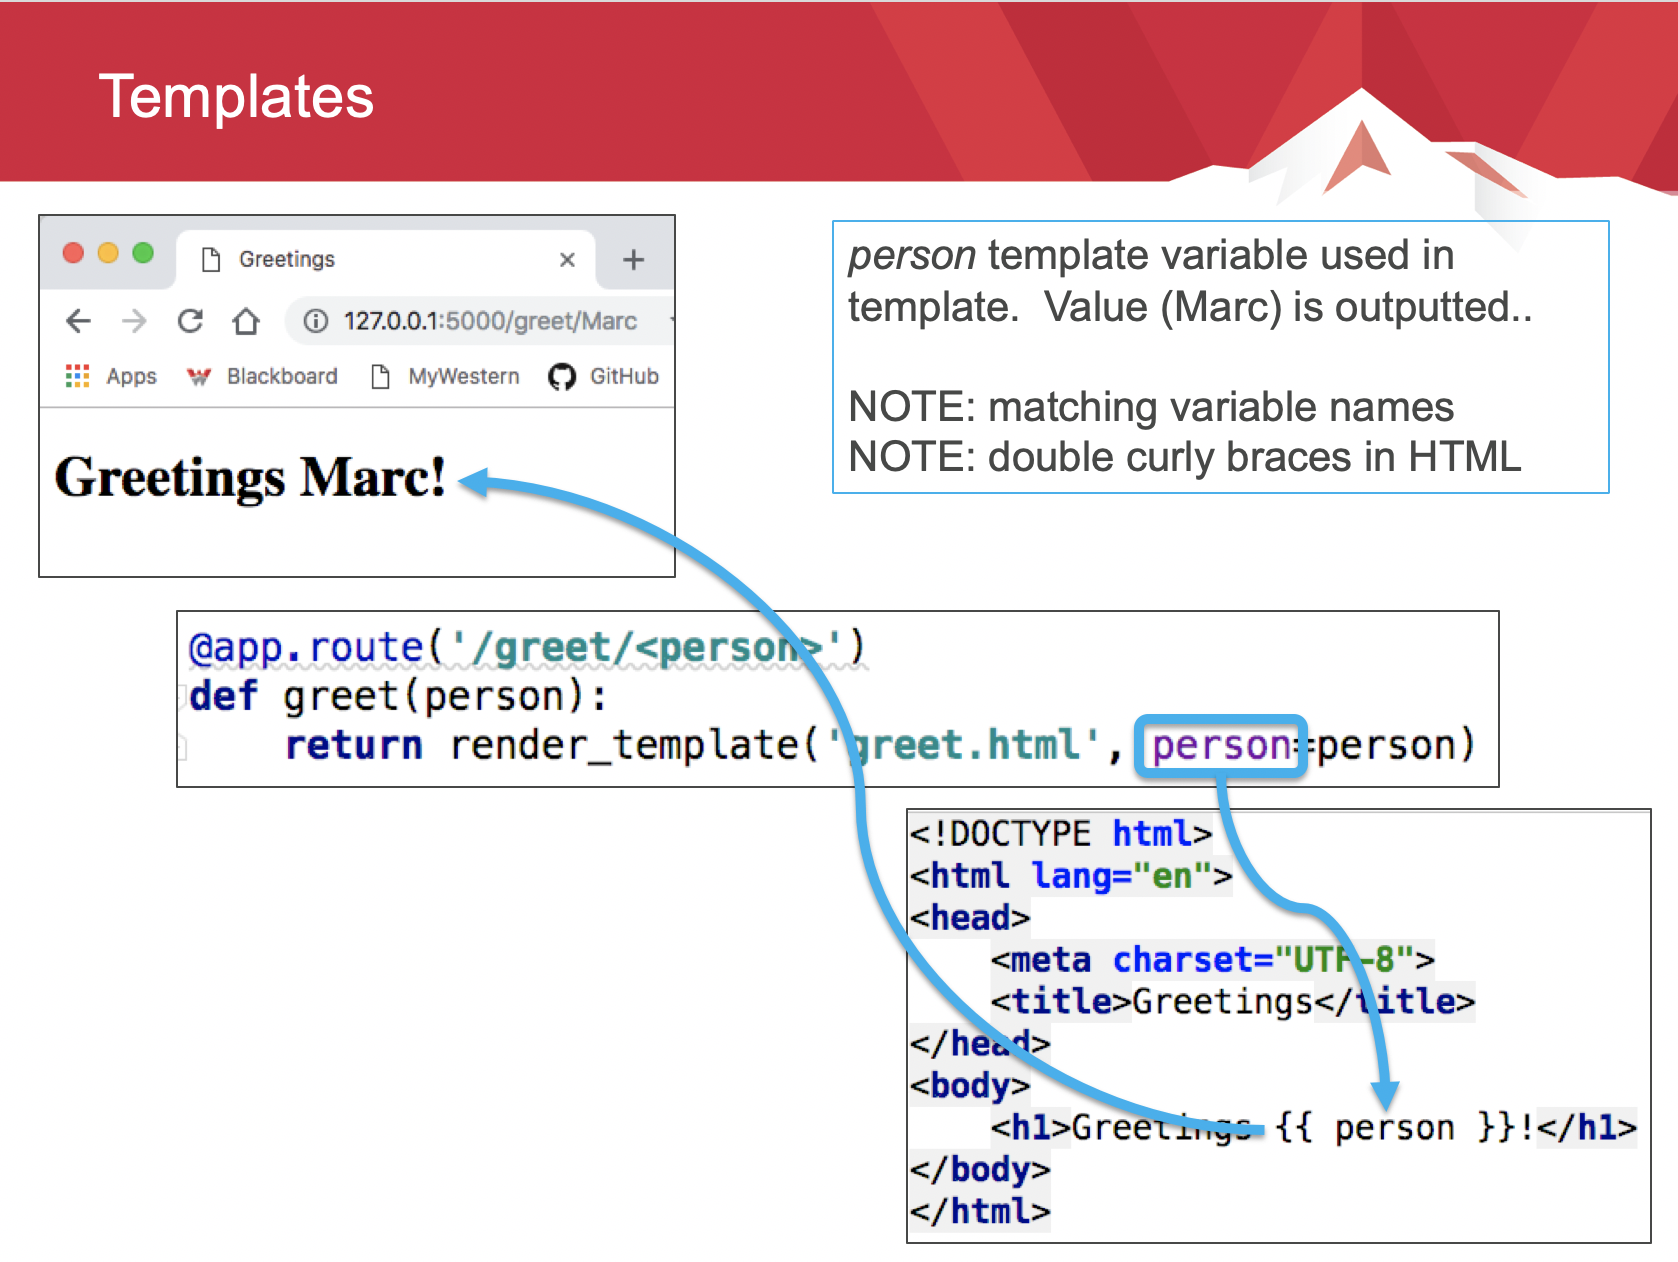 Templates
Greetings
127.0.0.1:5000/greet/Marc
Apps Blackboard MyWestern GitHub
Greetings Marc!
person template variable used in
template.  Value (Marc) is outputted..
NOTE: matching variable names
NOTE: double curly braces in HTML
@app.route('/greet/<person>')
def greet(person):
    return render_template('greet.html', person=person)
<!DOCTYPE html>
<html lang="en">
<head>
    <meta charset="UTF-8">
    <title>Greetings</title>
</head>
<body>
    <h1>Greetings {{ person }}!</h1>
</body>
</html>